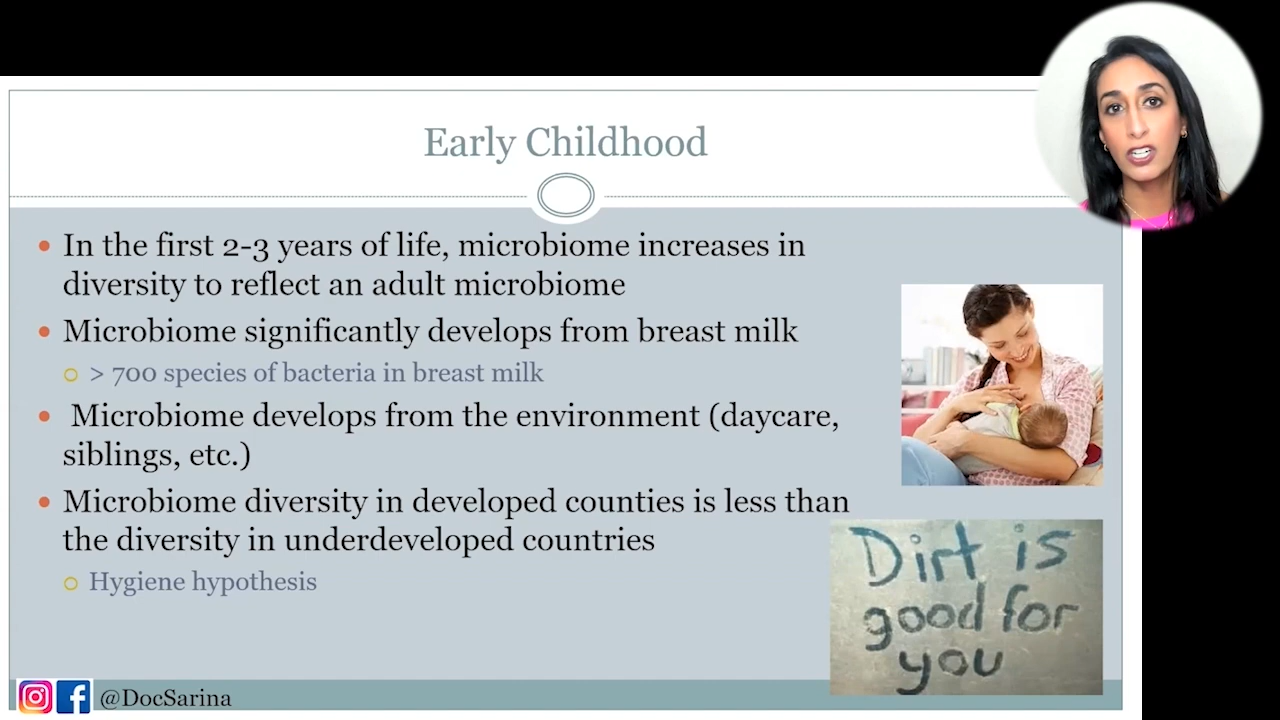 Early Childhood
In the first 2-3 years of life, microbiome increases in
diversity to reflect an adult microbiome
Microbiome significantly develops from breast milk
> 700 species of bacteria in breast milk
Microbiome develops from the environment (daycare,
siblings, etc.)
Microbiome diversity in developed counties is less than
the diversity in underdeveloped countries
Hygiene hypothesis
Dirt is
good for
you
@DocSarina